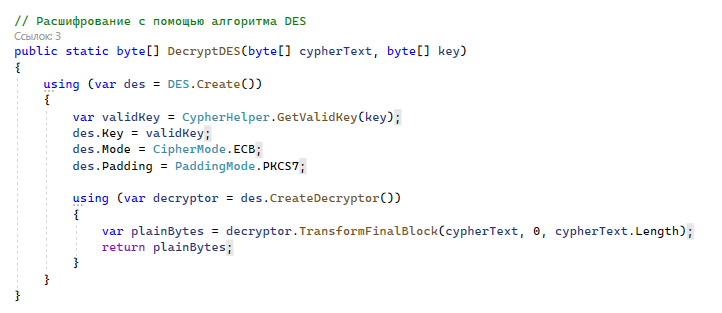 // Расшифрование с помощью алгоритма DES
Ссылок: 3
public static byte[] DecryptDES(byte[] cypherText, byte[] key)
{
    using (var des = DES.Create())
    {
        var validKey = CypherHelper.GetValidKey(key);
        des.Key = validKey;
        des.Mode = CipherMode.ECB;
        des.Padding = PaddingMode.PKCS7;

        using (var decryptor = des.CreateDecryptor())
        {
            var plainBytes = decryptor.TransformFinalBlock(cypherText, 0, cypherText.Length);
            return plainBytes;
        }
    }
}